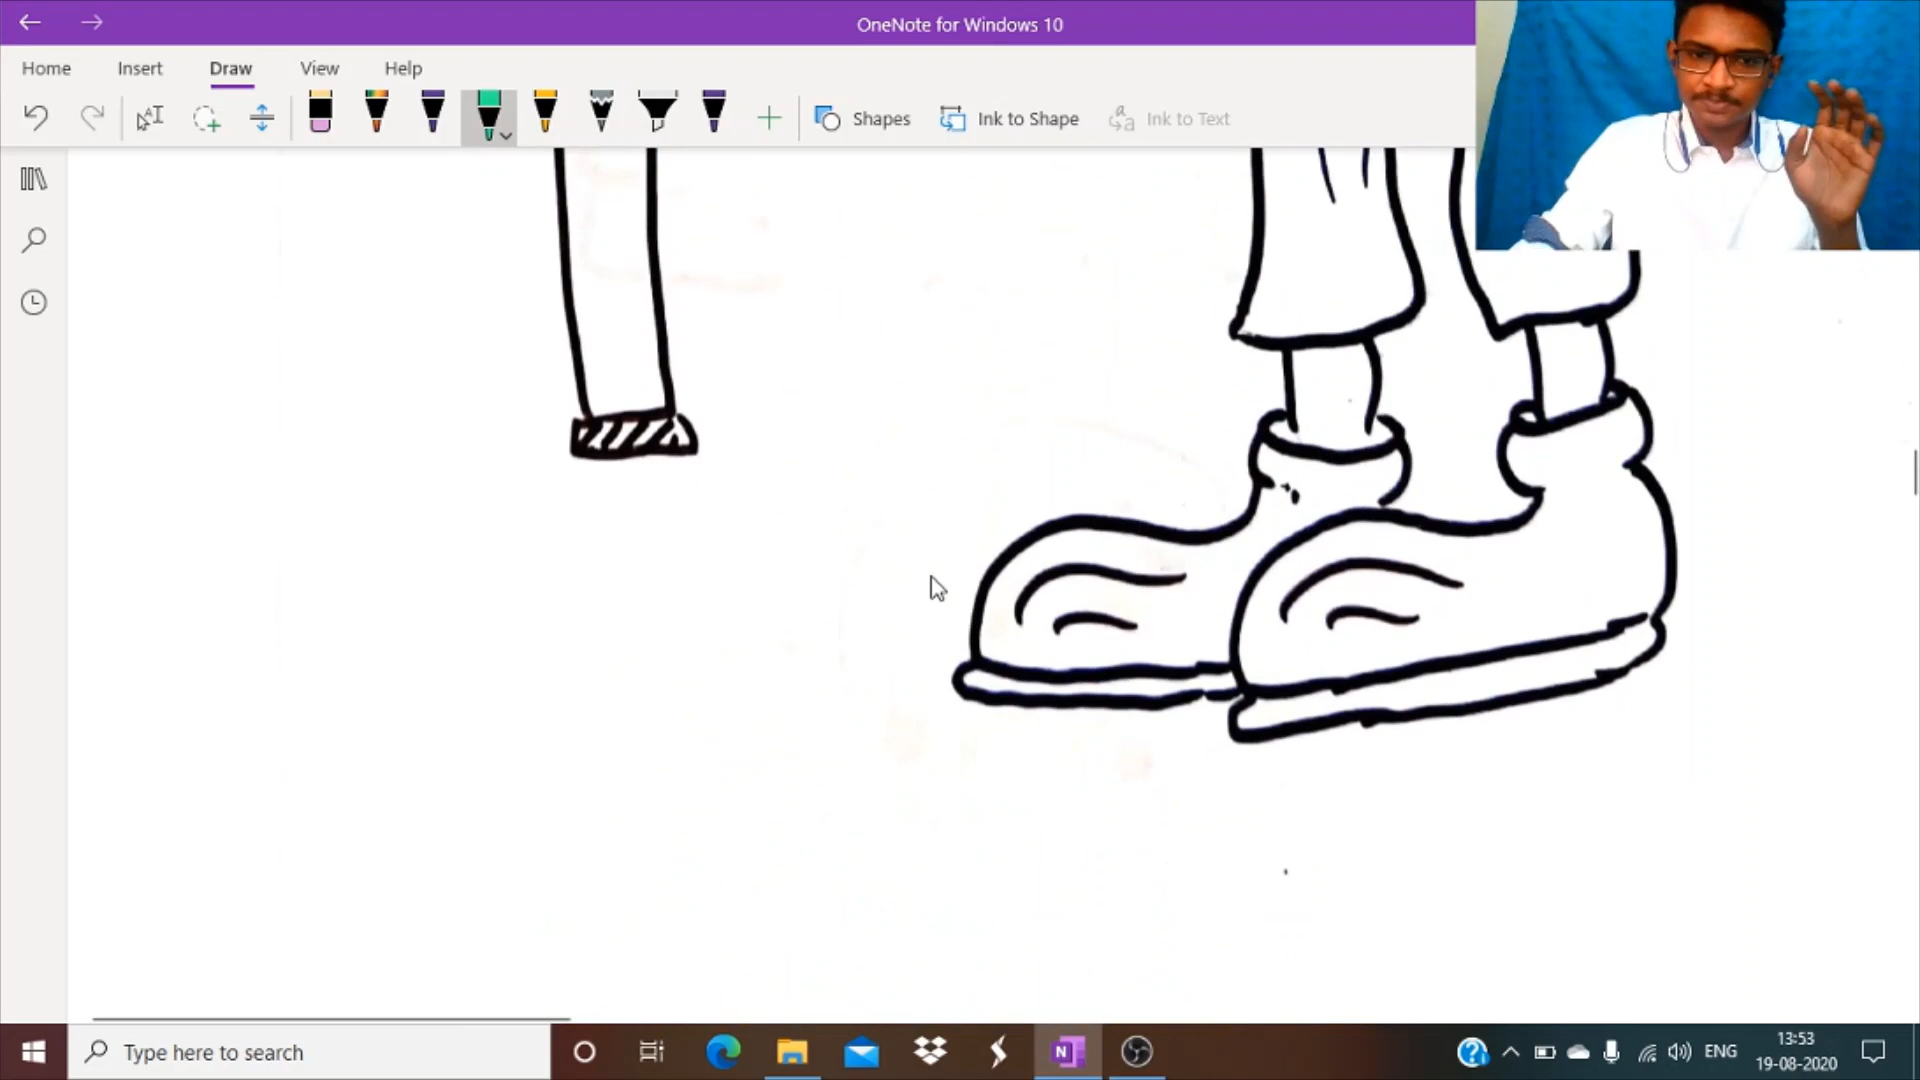 OneNote for Windows 10
Home Insert Draw View Help
Shapes Ink to Shape Ink to Text
Type here to search
ENG
13:53
19-08-2020